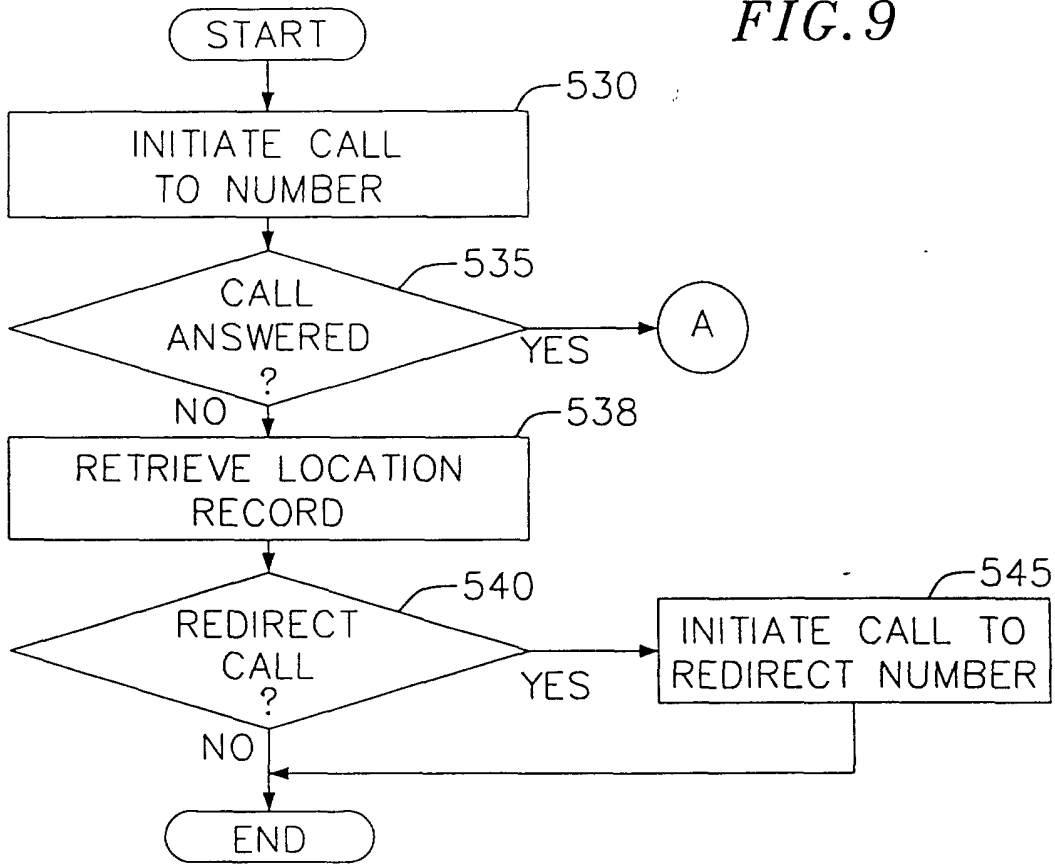 FIG. 9
START
530
INITIATE CALL
TO NUMBER
535
CALL
ANSWERED
?
YES
A
NO
538
RETRIEVE LOCATION
RECORD
540
REDIRECT
CALL
?
YES
545
INITIATE CALL TO
REDIRECT NUMBER
NO
END